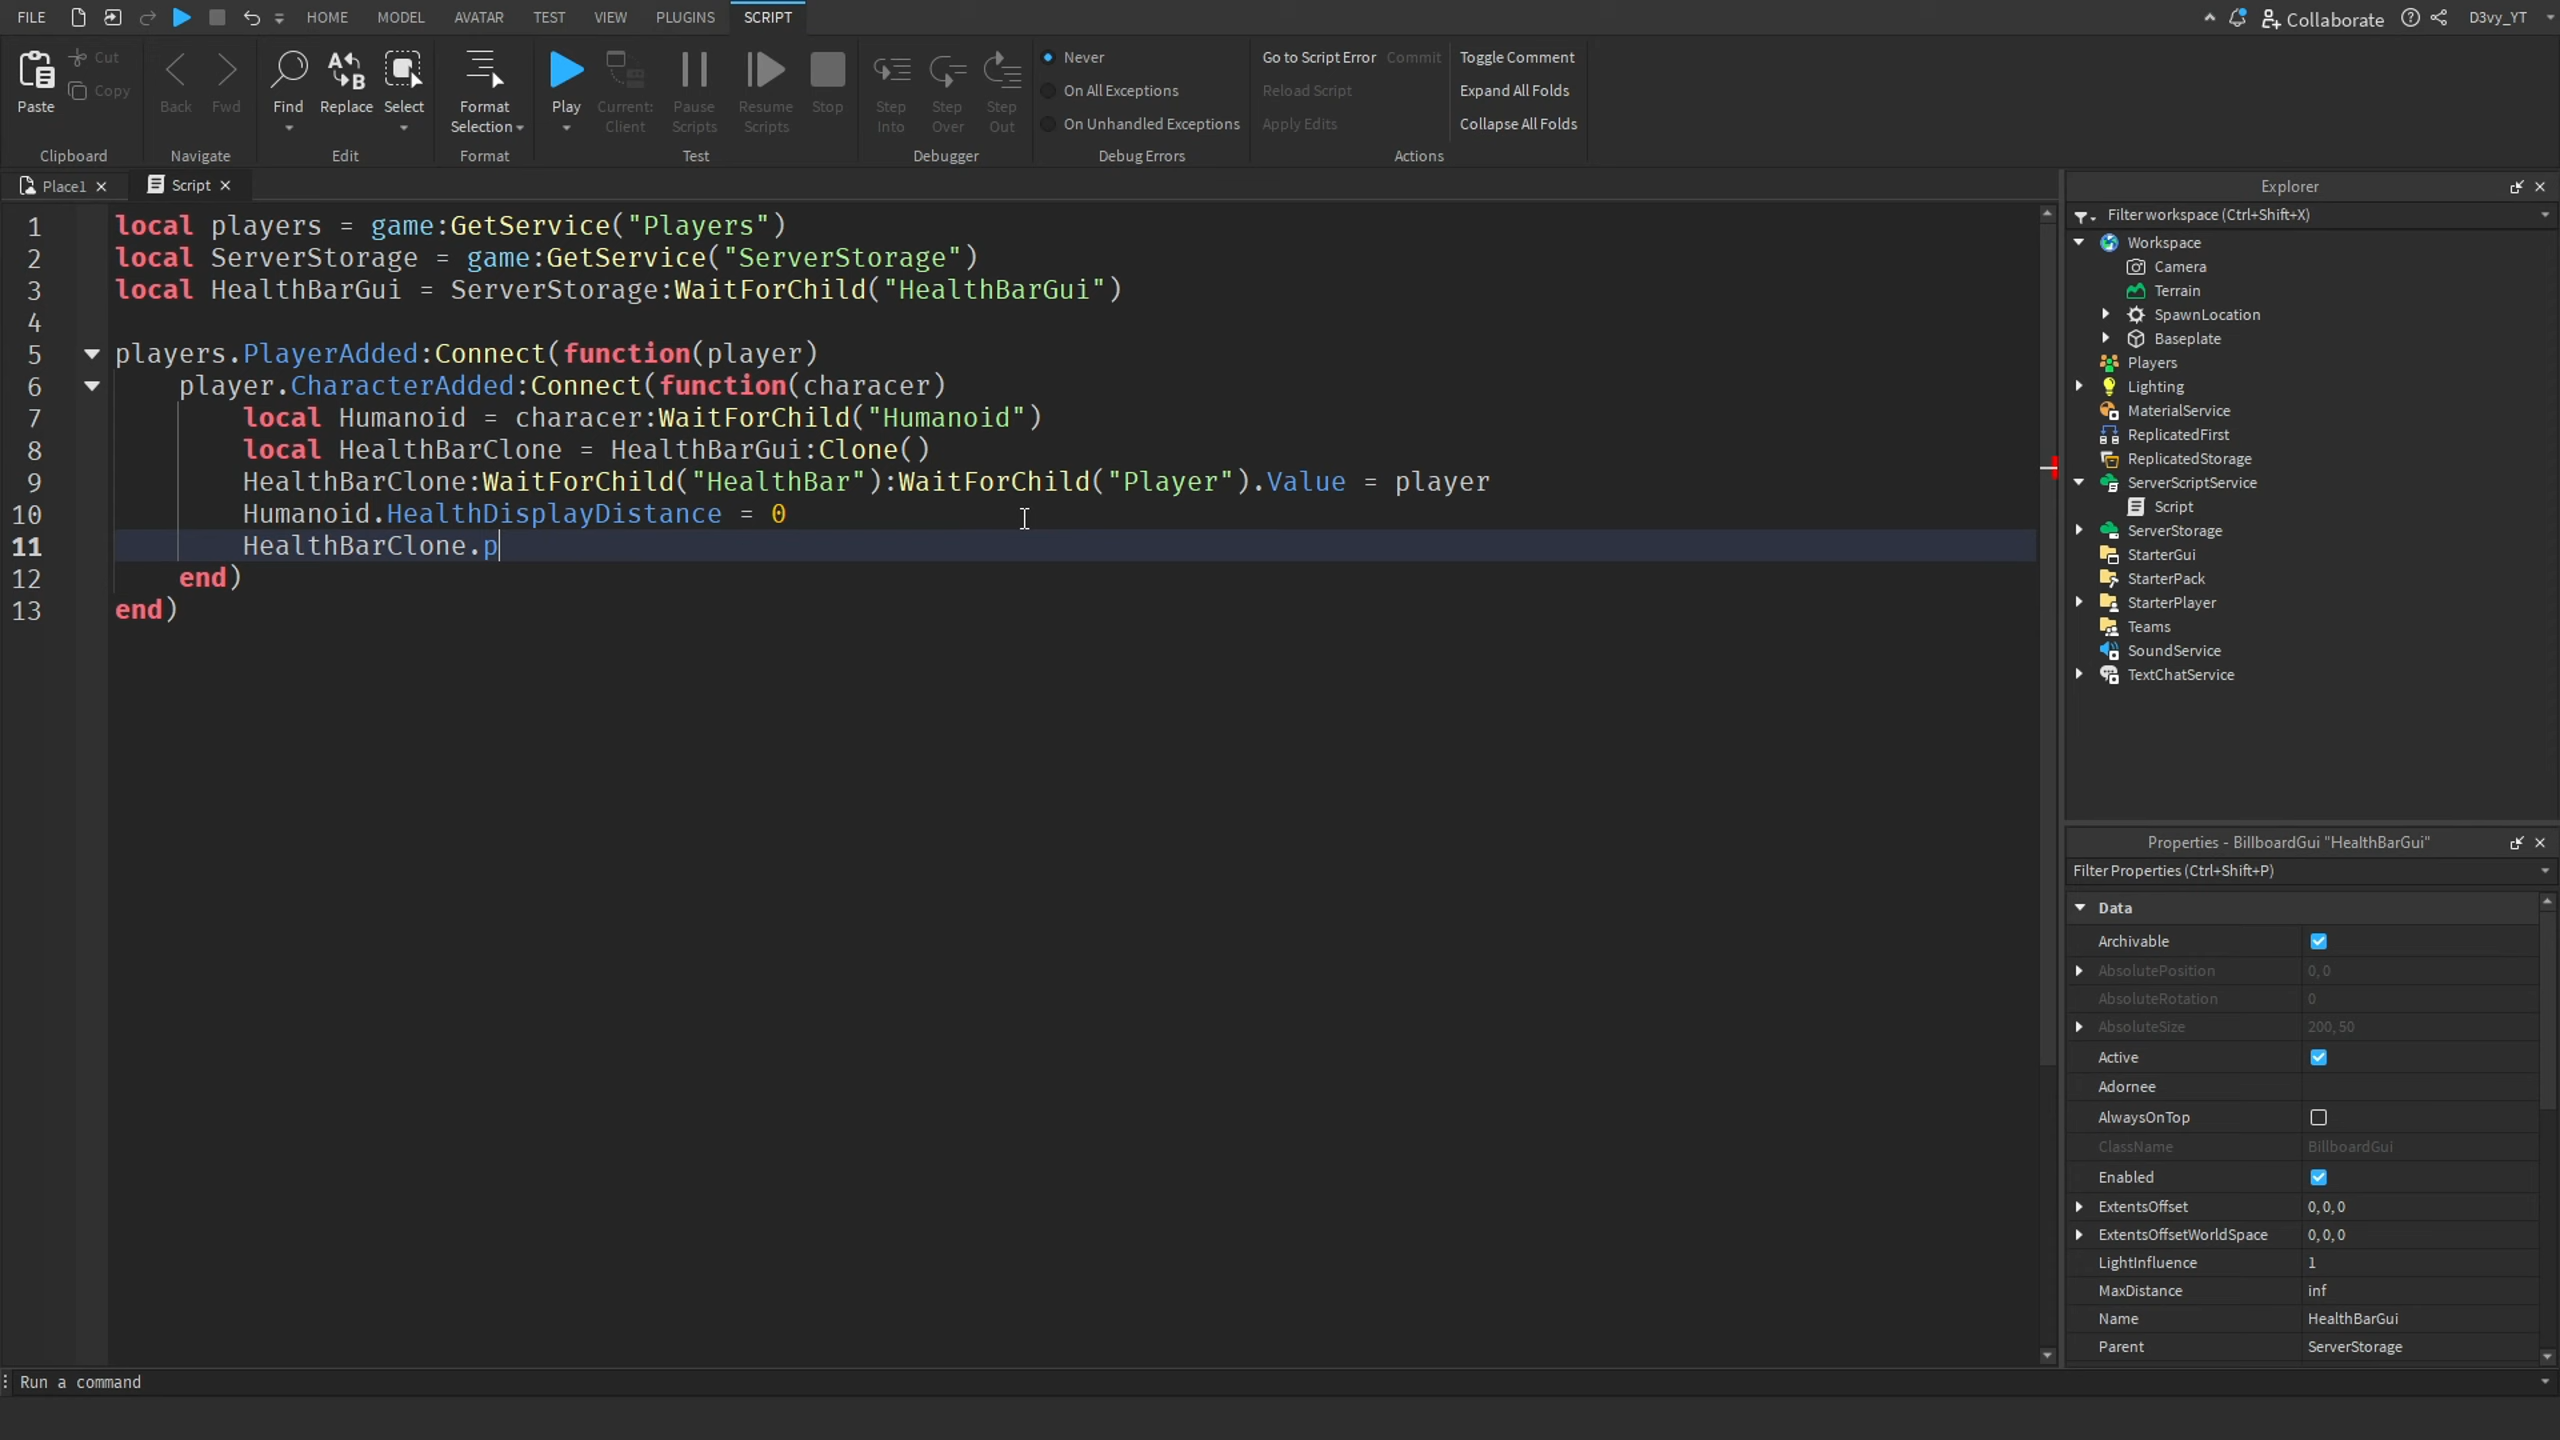 FILE HOME MODEL AVATAR TEST VIEW PLUGINS SCRIPT Collaborate D3vy_YT
Paste Cut Copy Back Fwd Find Replace Select Format Selection Play Current: Client Pause Scripts Resume Scripts Stop Step Into Step Over Step Out Never On All Exceptions On Unhandled Exceptions Go to Script Error Commit Reload Script Apply Edits Toggle Comment Expand All Folds Collapse All Folds
Clipboard Navigate Edit Format Test Debugger Debug Errors Actions
Place1 Script
1 local players = game:GetService("Players")
2 local ServerStorage = game:GetService("ServerStorage")
3 local HealthBarGui = ServerStorage:WaitForChild("HealthBarGui")
4
5 players.PlayerAdded:Connect(function(player)
6 player.CharacterAdded:Connect(function(characer)
7 local Humanoid = characer:WaitForChild("Humanoid")
8 local HealthBarClone = HealthBarGui:Clone()
9 HealthBarClone:WaitForChild("HealthBar"):WaitForChild("Player").Value = player
10 Humanoid.HealthDisplayDistance = 0
11 HealthBarClone.p
12 end)
13 end)
Explorer
Filter workspace (Ctrl+Shift+X)
Workspace
Camera
Terrain
SpawnLocation
Baseplate
Players
Lighting
MaterialService
ReplicatedFirst
ReplicatedStorage
ServerScriptService
Script
ServerStorage
StarterGui
StarterPack
StarterPlayer
Teams
SoundService
TextChatService
Properties - BillboardGui "HealthBarGui"
Filter Properties (Ctrl+Shift+P)
Data
Archivable
AbsolutePosition 0, 0
AbsoluteRotation 0
AbsoluteSize 200, 50
Active
Adornee
AlwaysOnTop
ClassName BillboardGui
Enabled
ExtentsOffset 0, 0, 0
ExtentsOffsetWorldSpace 0, 0, 0
LightInfluence 1
MaxDistance inf
Name HealthBarGui
Parent ServerStorage
Run a command